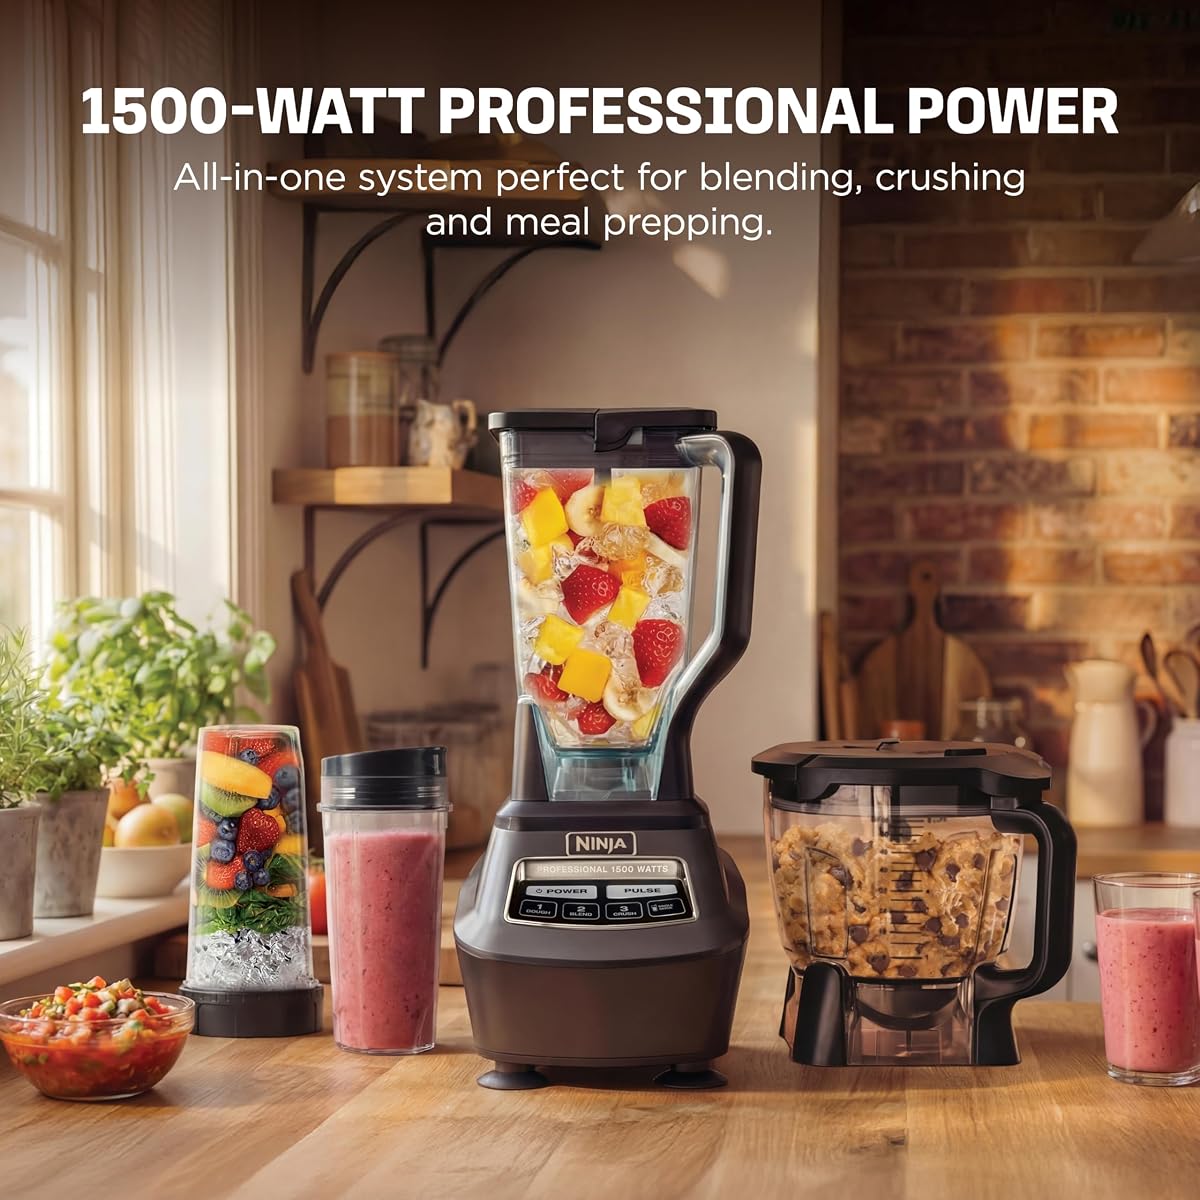 1500-WATT PROFESSIONAL POWER
All-in-one system perfect for blending, crushing
and meal prepping.
NINJA
PROFESSIONAL 1500 WATTS
POWER PULSE
1 2 3
DOUGH BLEND CRUSH